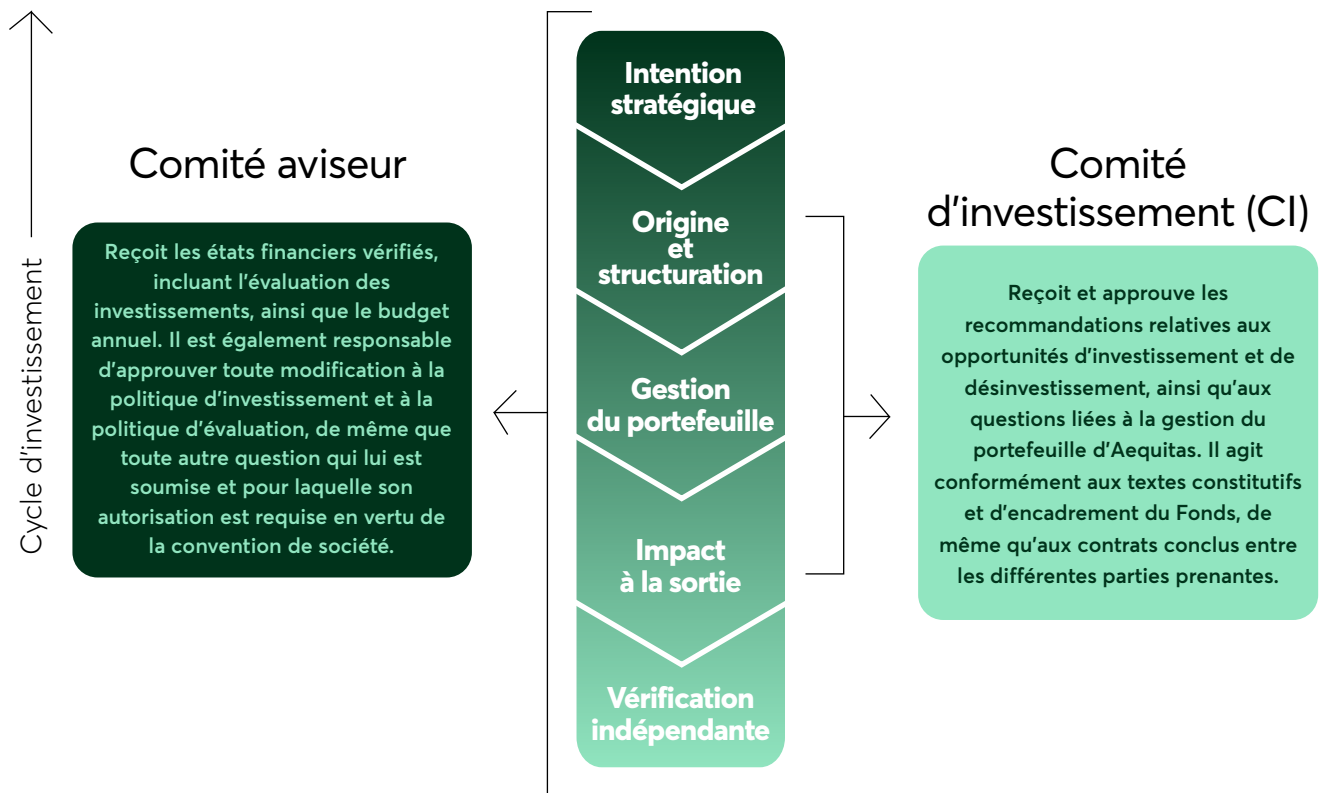 Cycle d'investissement
Comité aviseur
Reçoit les états financiers vérifiés,
incluant l'évaluation des
investissements, ainsi que le budget
annuel. Il est également responsable
d'approuver toute modification à la
politique d'investissement et à la
politique d'évaluation, de même que
toute autre question qui lui est
soumise et pour laquelle son
autorisation est requise en vertu de
la convention de société.
Intention
stratégique
Origine
et
structuration
Gestion
du portefeuille
Impact
à la sortie
Vérification
indépendante
Comité
d'investissement (CI)
Reçoit et approuve les
recommandations relatives aux
opportunités d'investissement et de
désinvestissement, ainsi qu'aux
questions liées à la gestion du
portefeuille d'Aequitas. Il agit
conformément aux textes constitutifs
et d'encadrement du Fonds, de
même qu'aux contrats conclus entre
les différentes parties prenantes.